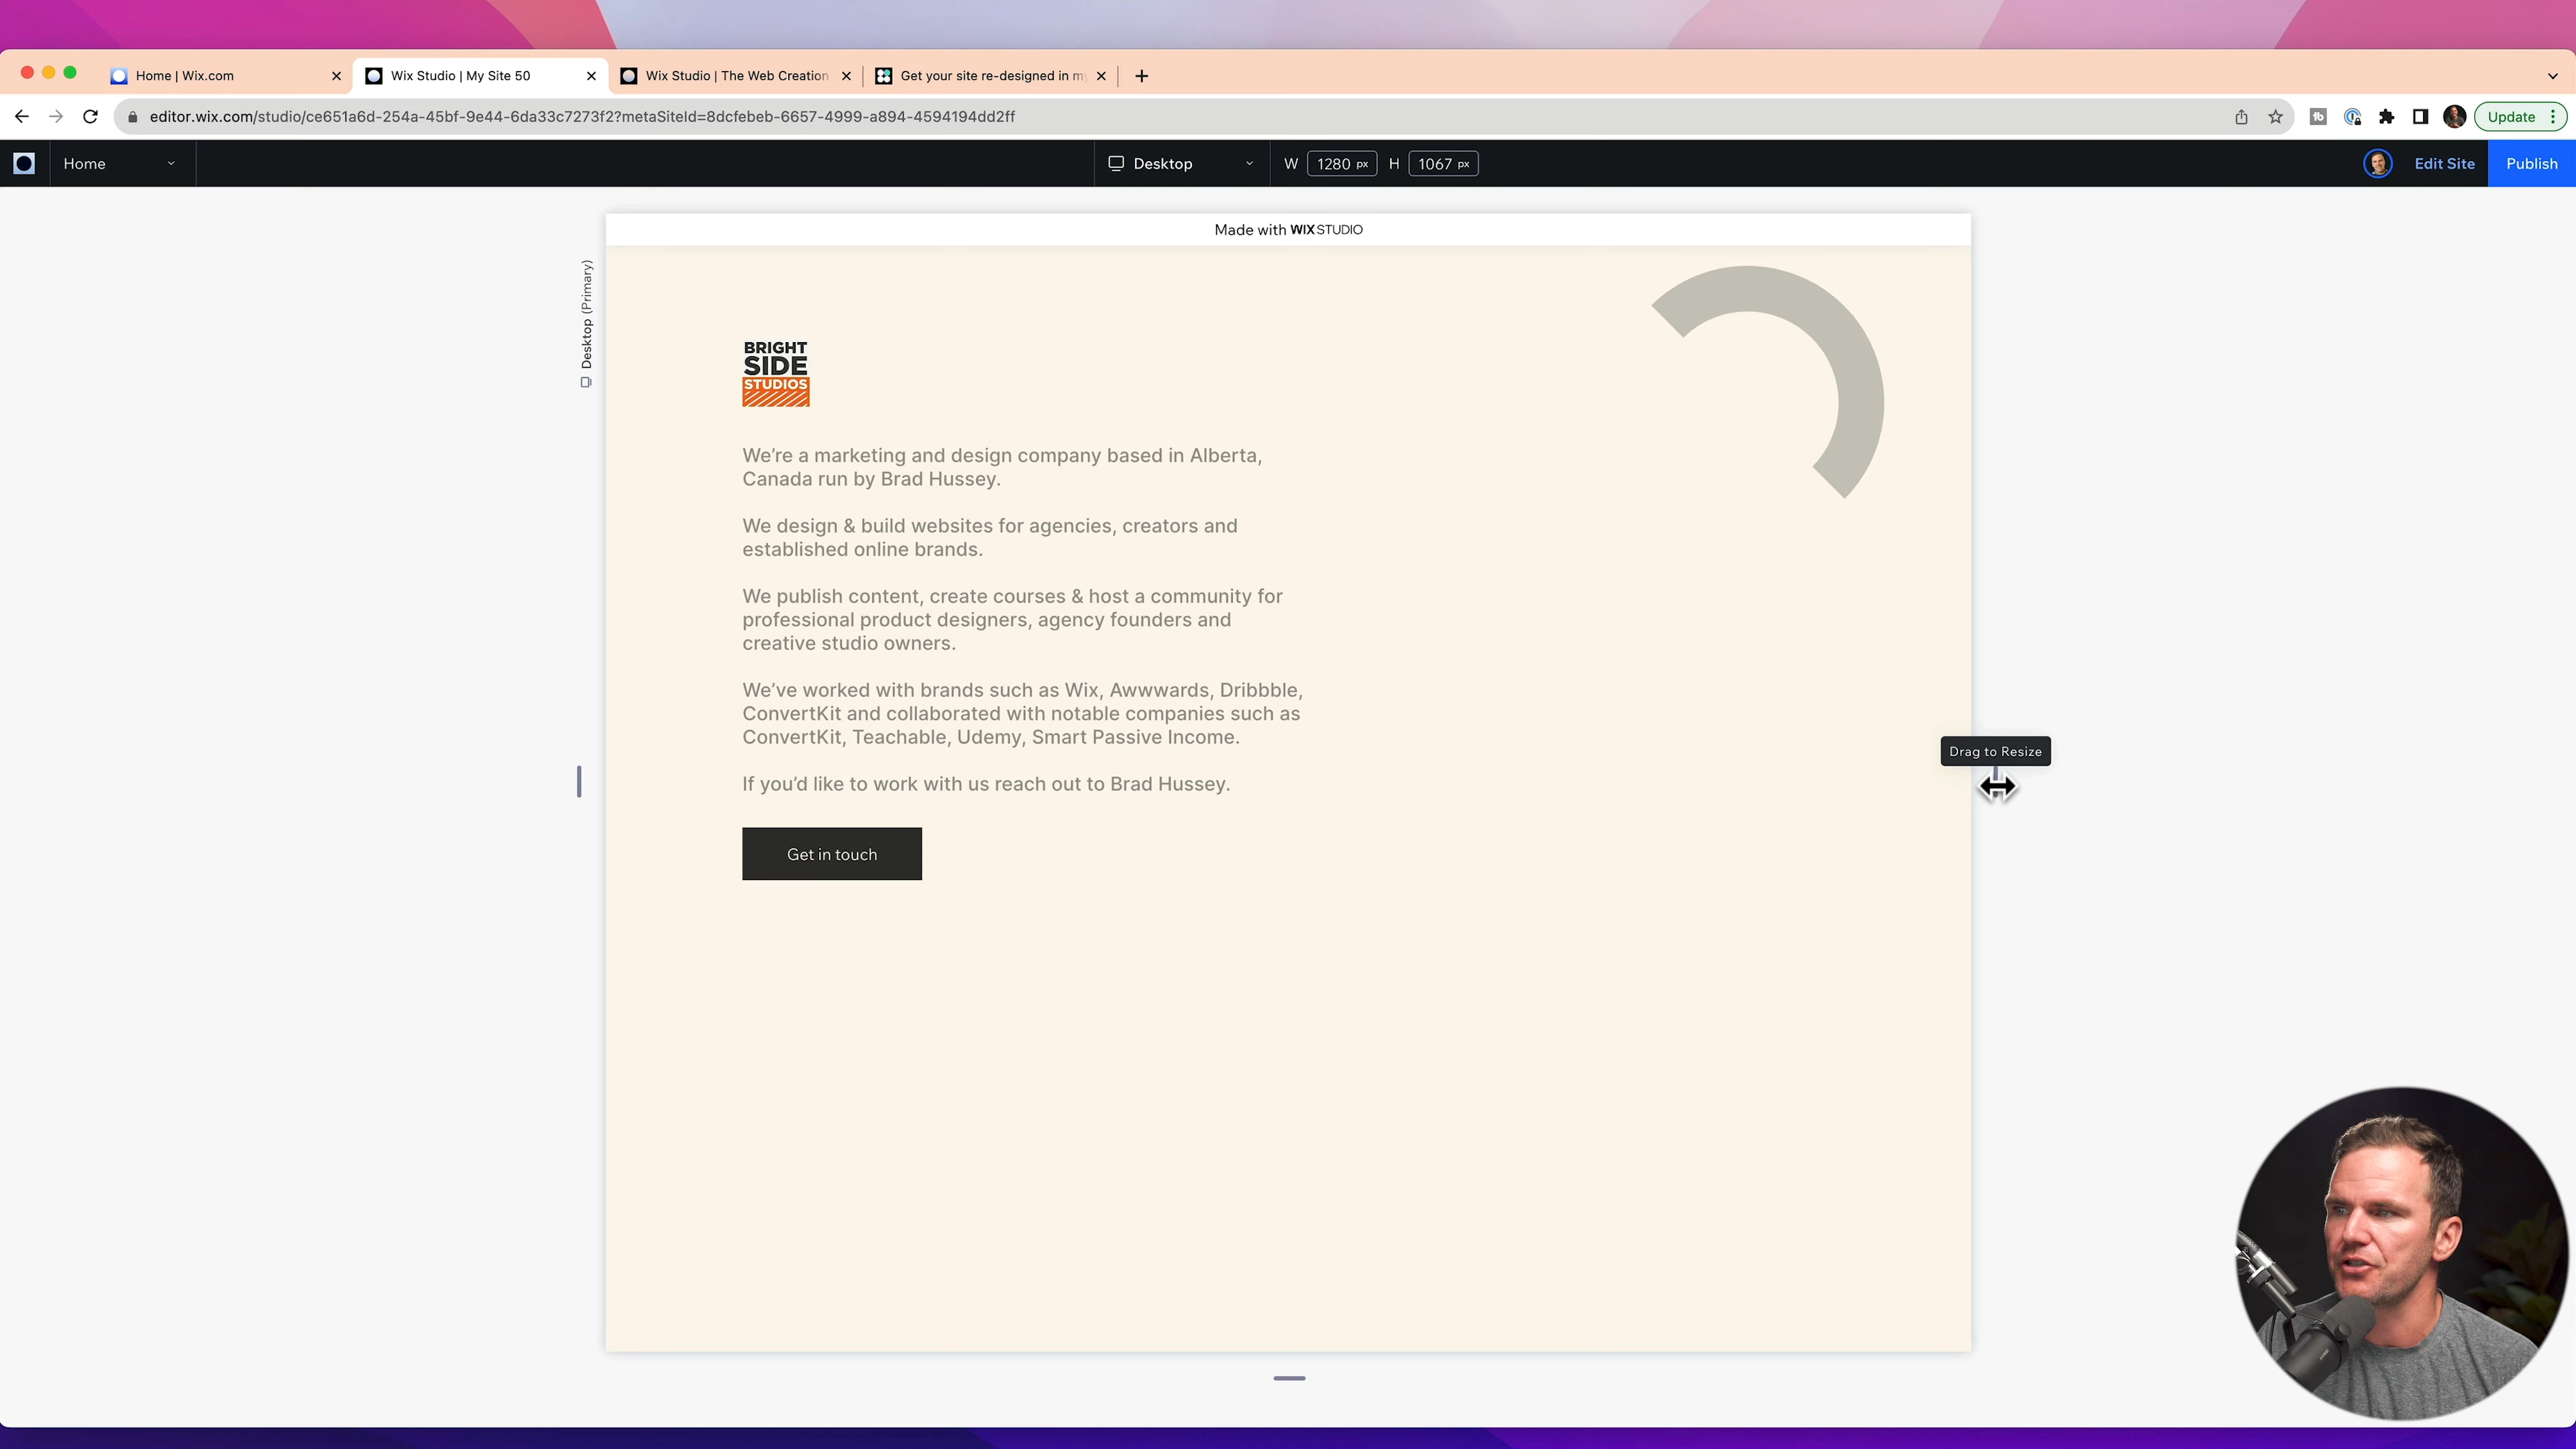 Home | Wix.com
Wix Studio | My Site 50
Wix Studio | The Web Creation
Get your site re-designed in my
editor.wix.com/studio/ce651a6d-254a-45bf-9e44-6da33c7273f2?metaSiteId=8dcfebeb-6657-4999-a894-4594194dd2ff
Update
Home
Desktop
W 1280 px H 1067 px
Edit Site
Publish
Made with WIX STUDIO
Desktop (Primary)
BRIGHT
SIDE
STUDIOS
We’re a marketing and design company based in Alberta,
Canada run by Brad Hussey.
We design & build websites for agencies, creators and
established online brands.
We publish content, create courses & host a community for
professional product designers, agency founders and
creative studio owners.
We’ve worked with brands such as Wix, Awwwards, Dribbble,
ConvertKit and collaborated with notable companies such as
ConvertKit, Teachable, Udemy, Smart Passive Income.
Drag to Resize
If you’d like to work with us reach out to Brad Hussey.
Get in touch